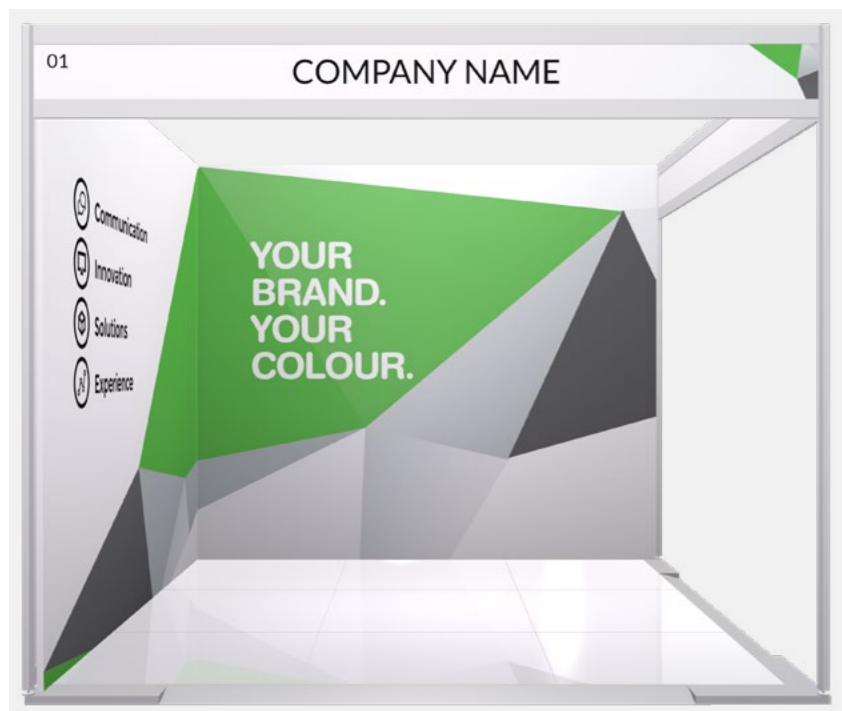 01
COMPANY NAME
Communication
Innovation
Solutions
Experience
YOUR
BRAND.
YOUR
COLOUR.